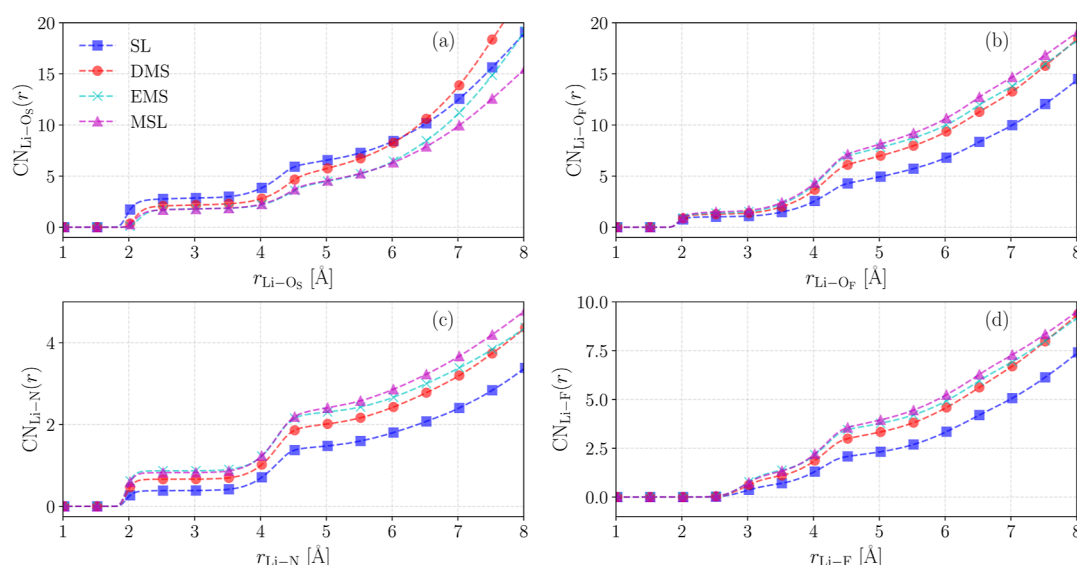 20
15
10
5
0
CN_{Li−O_S}(r)
SL
DMS
EMS
MSL
(a)
1 2 3 4 5 6 7 8
r_{Li−O_S} [Å]
20
15
10
5
0
CN_{Li−O_F}(r)
(b)
1 2 3 4 5 6 7 8
r_{Li−O_F} [Å]
4
2
0
CN_{Li−N}(r)
(c)
1 2 3 4 5 6 7 8
r_{Li−N} [Å]
10.0
7.5
5.0
2.5
0.0
CN_{Li−F}(r)
(d)
1 2 3 4 5 6 7 8
r_{Li−F} [Å]